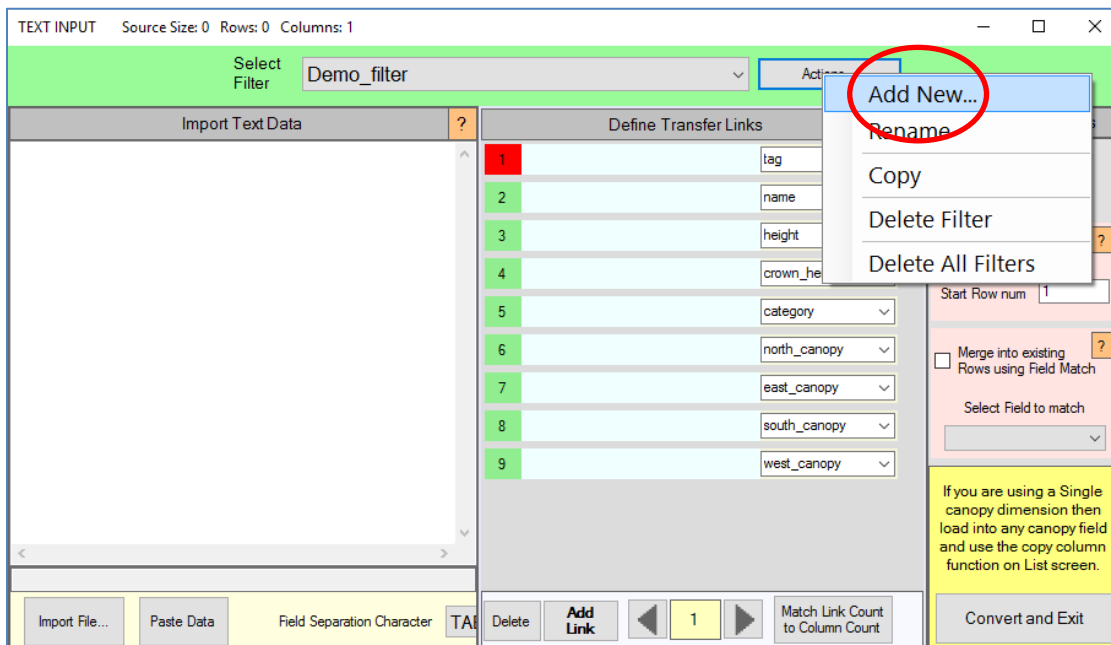 TEXT INPUT Source Size: 0 Rows: 0 Columns: 1
Select
Filter
Demo_filter
Actions
Add New...
Rename
Copy
Delete Filter
Delete All Filters
Import Text Data
?
Define Transfer Links
1
tag
2
name
3
height
4
5
category
6
north_canopy
7
east_canopy
8
south_canopy
9
west_canopy
?
Start Row num
1
?
Merge into existing
Rows using Field Match
Select Field to match
If you are using a Single
canopy dimension then
load into any canopy field
and use the copy column
function on List screen.
Import File...
Paste Data
Field Separation Character
Delete
Add
Link
1
Match Link Count
to Column Count
Convert and Exit